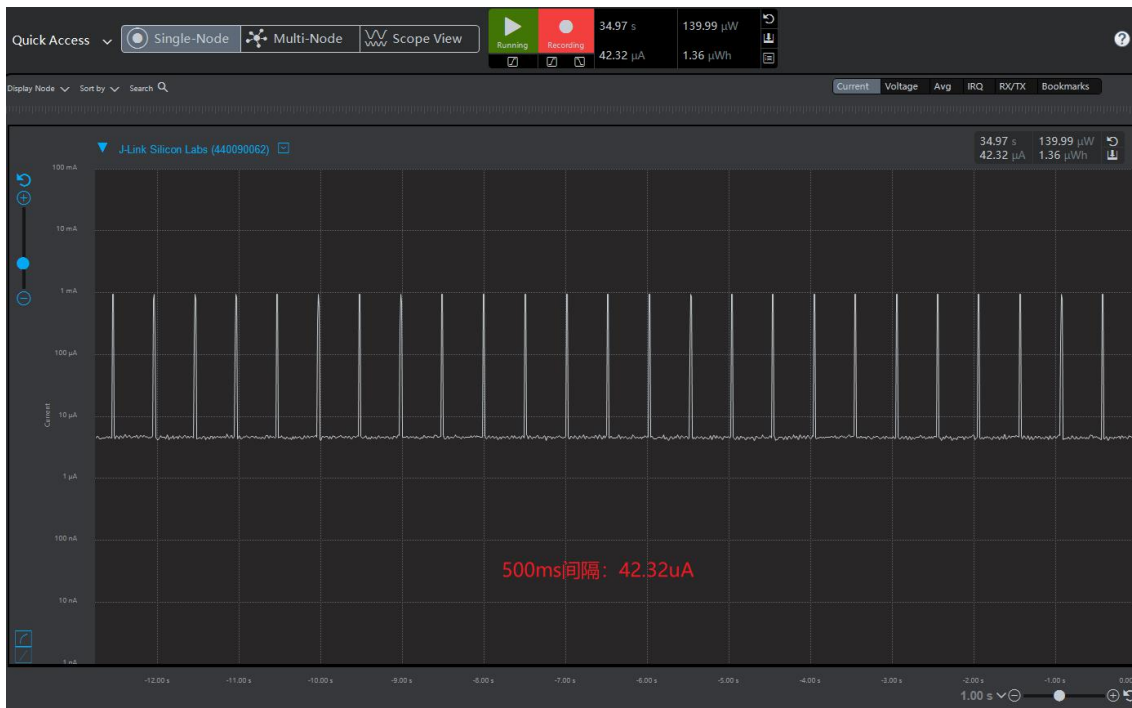 Quick Access
Single-Node
Multi-Node
Scope View
Running
Recording
34.97 s
139.99 µW
42.32 µA
1.36 µWh
Display Node
Sort by
Search
Current
Voltage
Avg
IRQ
RX/TX
Bookmarks
J-Link Silicon Labs (440090062)
34.97 s 139.99 µW
42.32 µA 1.36 µWh
100 mA
10 mA
1 mA
100 µA
10 µA
1 µA
100 nA
10 nA
1 nA
Current
500ms间隔：42.32uA
-12.00 s
-11.00 s
-10.00 s
-9.00 s
-8.00 s
-7.00 s
-6.00 s
-5.00 s
-4.00 s
-3.00 s
-2.00 s
-1.00 s
0.00
1.00 s